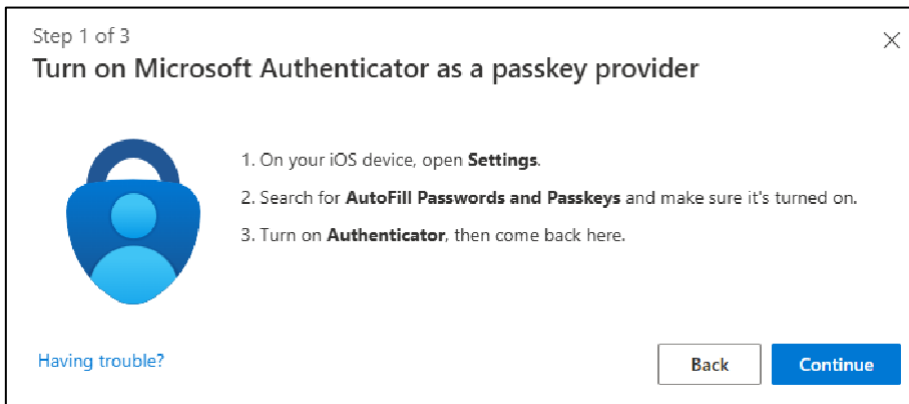 Step 1 of 3
Turn on Microsoft Authenticator as a passkey provider
1. On your iOS device, open Settings.
2. Search for AutoFill Passwords and Passkeys and make sure it's turned on.
3. Turn on Authenticator, then come back here.
Having trouble?
Back
Continue